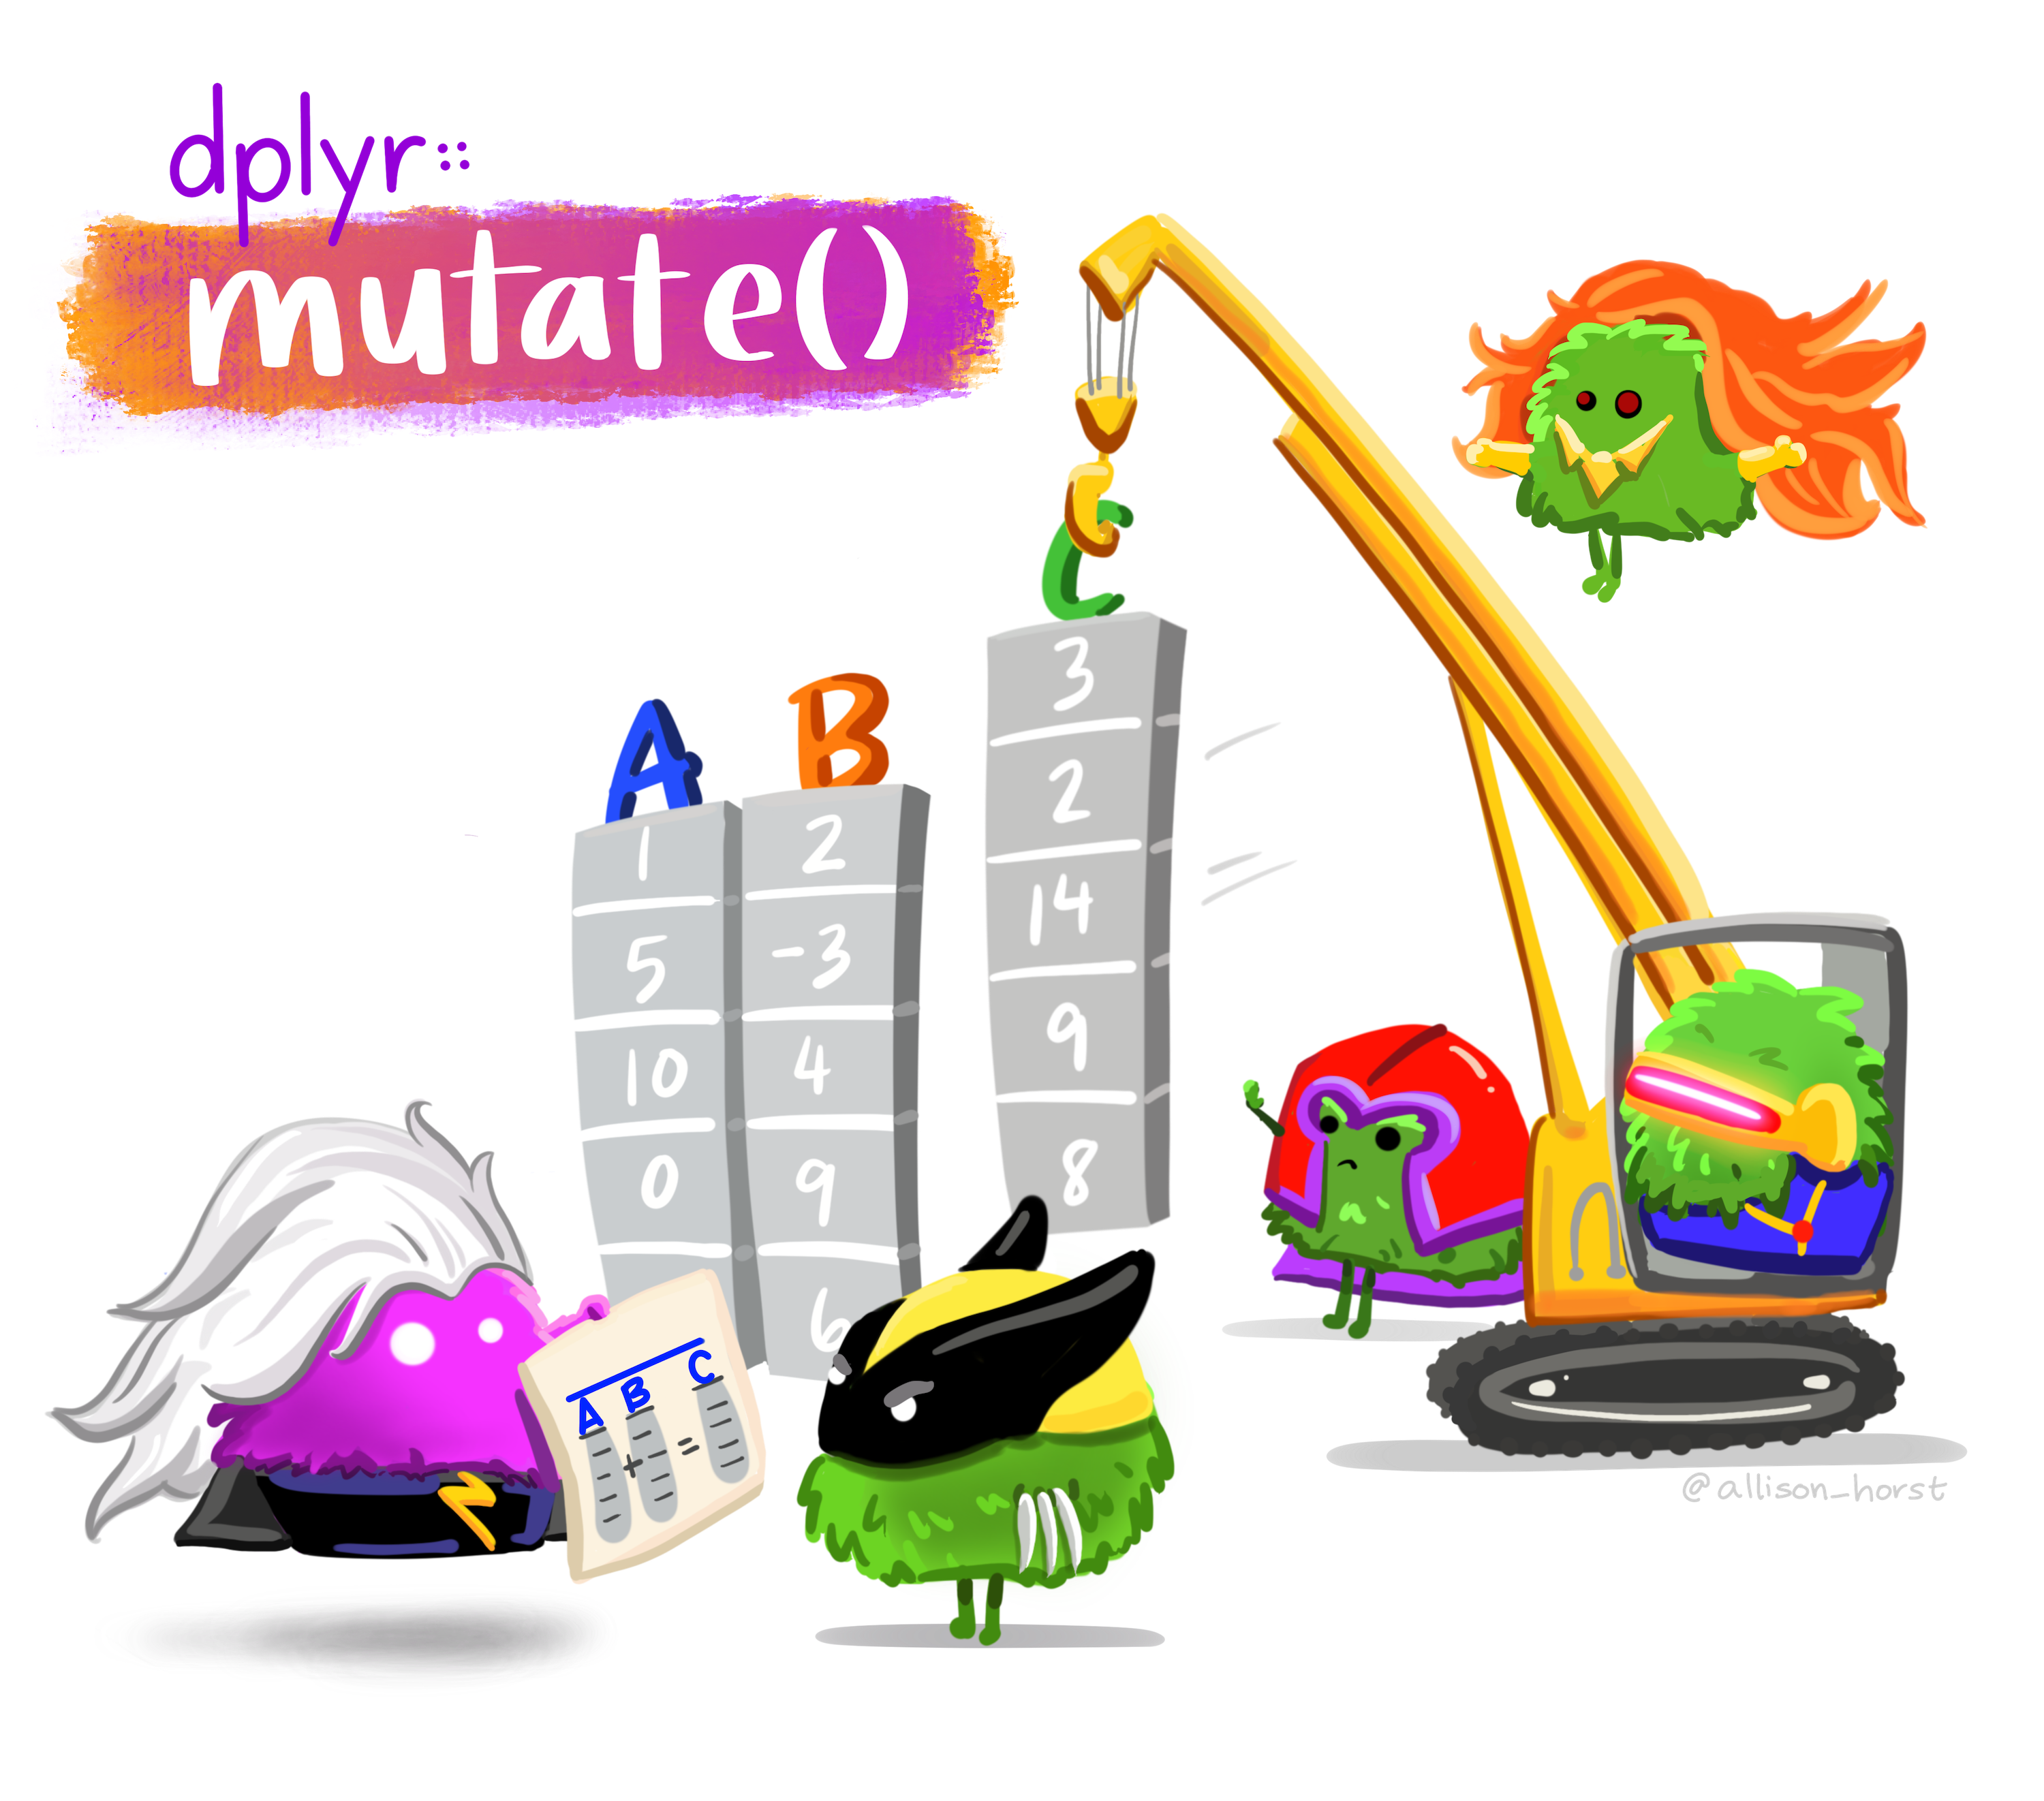 dplyr::
mutate()
A B C
1 2 3
5 -3 2
10 4 14
0 9 9
6 8
A + B = C
@allison_horst